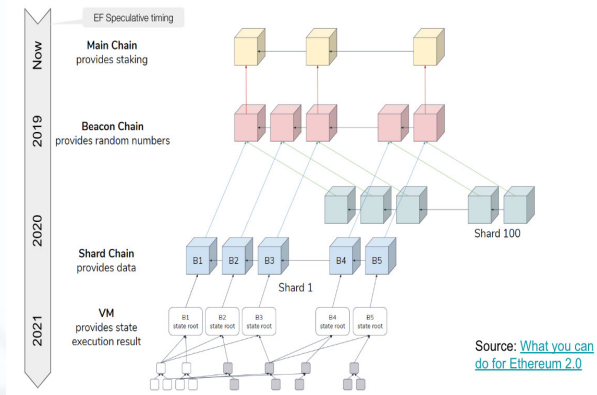 EF Speculative timing
Now
Main Chain
provides staking
2019
Beacon Chain
provides random numbers
2020
Shard 100
Shard Chain
provides data
B1
B2
B3
B4
B5
Shard 1
2021
VM
provides state
execution result
B1
state root
B2
state root
B3
state root
B4
state root
B5
state root
Source: What you can
do for Ethereum 2.0